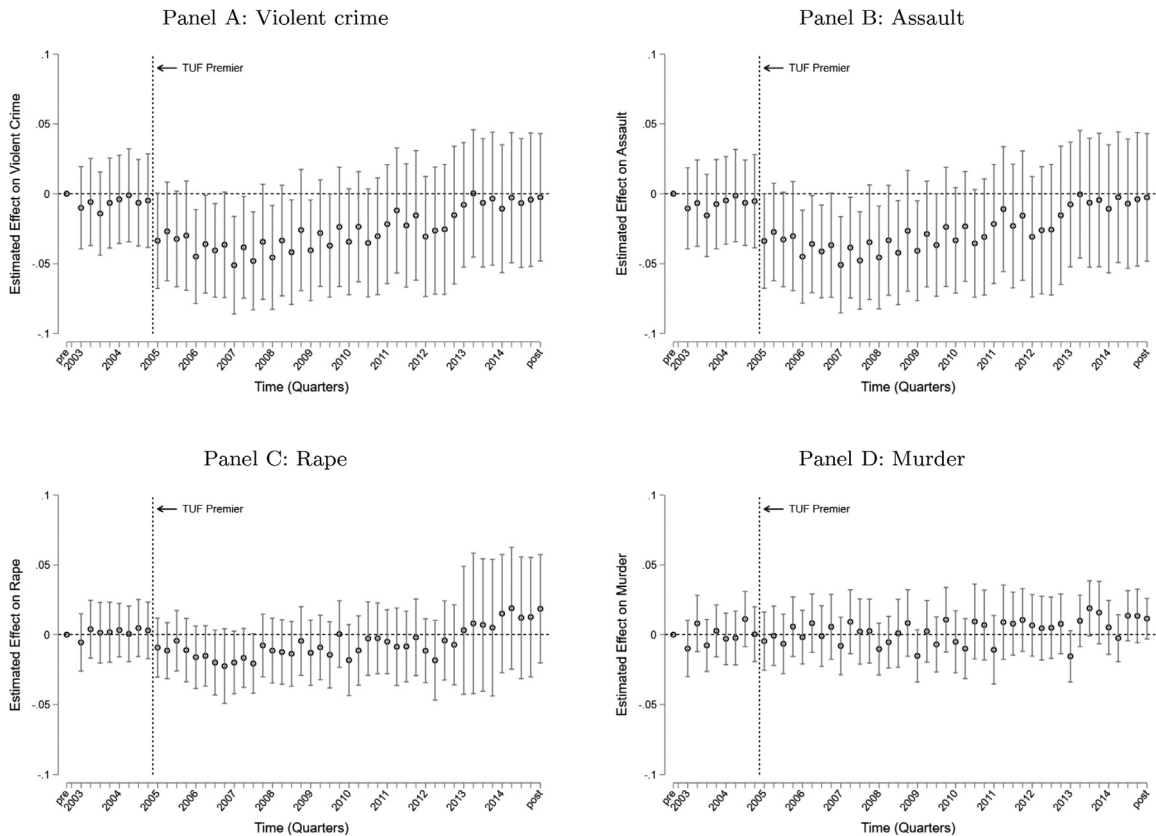 Panel A: Violent crime
.1
.05
0
-.05
-.1
Estimated Effect on Violent Crime
TUF Premier
pre 2003 2004 2005 2006 2007 2008 2009 2010 2011 2012 2013 2014 post
Time (Quarters)
Panel B: Assault
.1
.05
0
-.05
-.1
Estimated Effect on Assault
TUF Premier
pre 2003 2004 2005 2006 2007 2008 2009 2010 2011 2012 2013 2014 post
Time (Quarters)
Panel C: Rape
.1
.05
0
-.05
-.1
Estimated Effect on Rape
TUF Premier
pre 2003 2004 2005 2006 2007 2008 2009 2010 2011 2012 2013 2014 post
Time (Quarters)
Panel D: Murder
.1
.05
0
-.05
-.1
Estimated Effect on Murder
TUF Premier
pre 2003 2004 2005 2006 2007 2008 2009 2010 2011 2012 2013 2014 post
Time (Quarters)